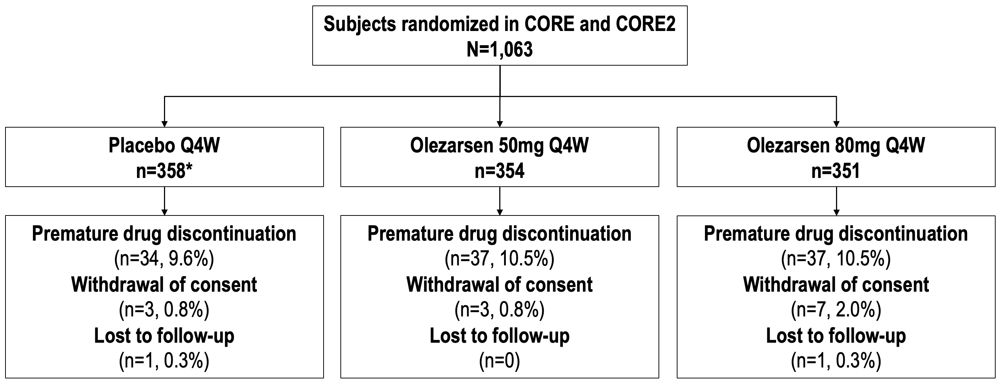 Subjects randomized in CORE and CORE2
N=1,063
Placebo Q4W
n=358*
Olezarsen 50mg Q4W
n=354
Olezarsen 80mg Q4W
n=351
Premature drug discontinuation
(n=34, 9.6%)
Withdrawal of consent
(n=3, 0.8%)
Lost to follow-up
(n=1, 0.3%)
Premature drug discontinuation
(n=37, 10.5%)
Withdrawal of consent
(n=3, 0.8%)
Lost to follow-up
(n=0)
Premature drug discontinuation
(n=37, 10.5%)
Withdrawal of consent
(n=7, 2.0%)
Lost to follow-up
(n=1, 0.3%)